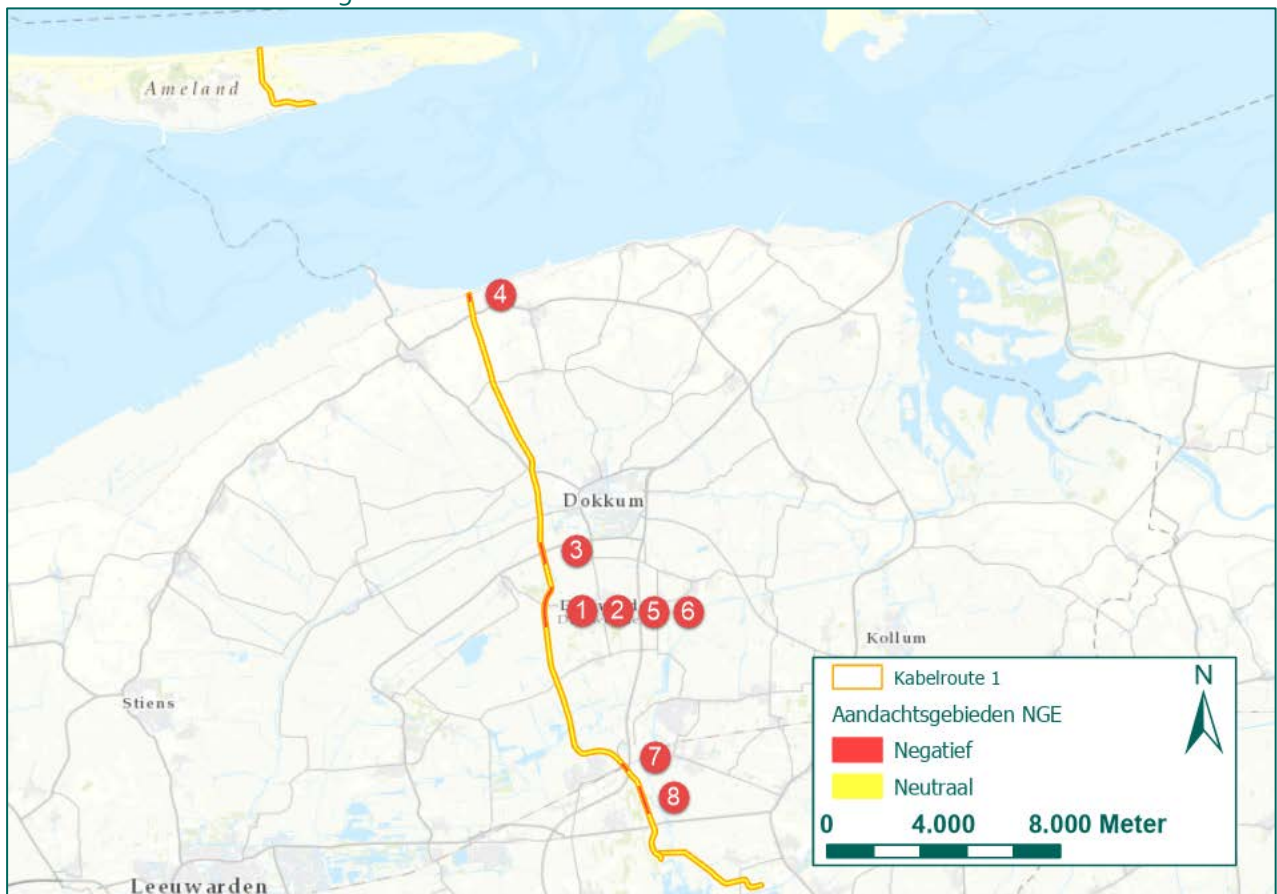 Ameland
4
Dokkum
3
1
2
5
6
Kollum
Stiens
7
8
Leeuwarden
Kabelroute 1
N
Aandachtsgebieden NGE
Negatief
Neutraal
0 4.000 8.000 Meter